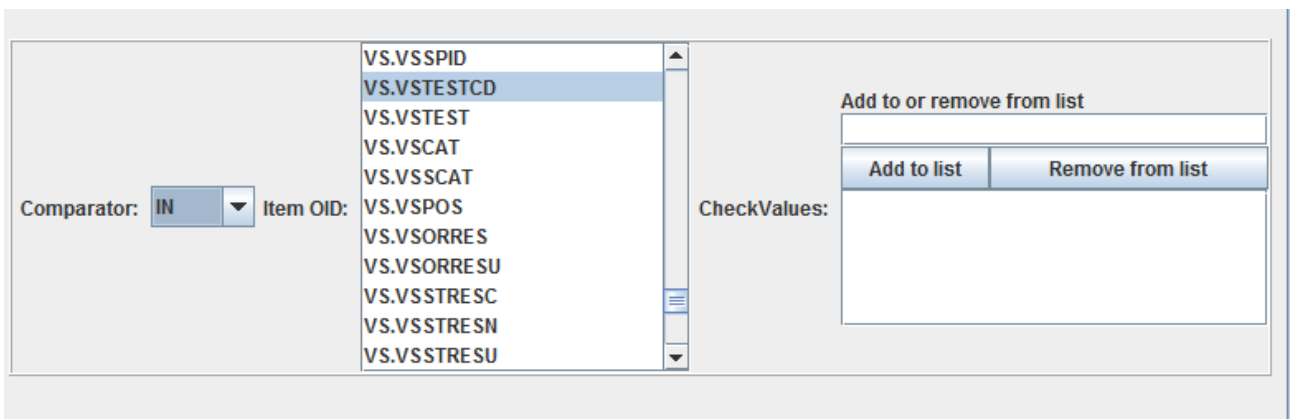 VS.VSSPID
VS.VSTESTCD
VS.VSTEST
VS.VSCAT
VS.VSSCAT
VS.VSPOS
VS.VSORRES
VS.VSORRESU
VS.VSSTRESC
VS.VSSTRESN
VS.VSSTRESU
Comparator: IN Item OID:
CheckValues:
Add to or remove from list
Add to list Remove from list